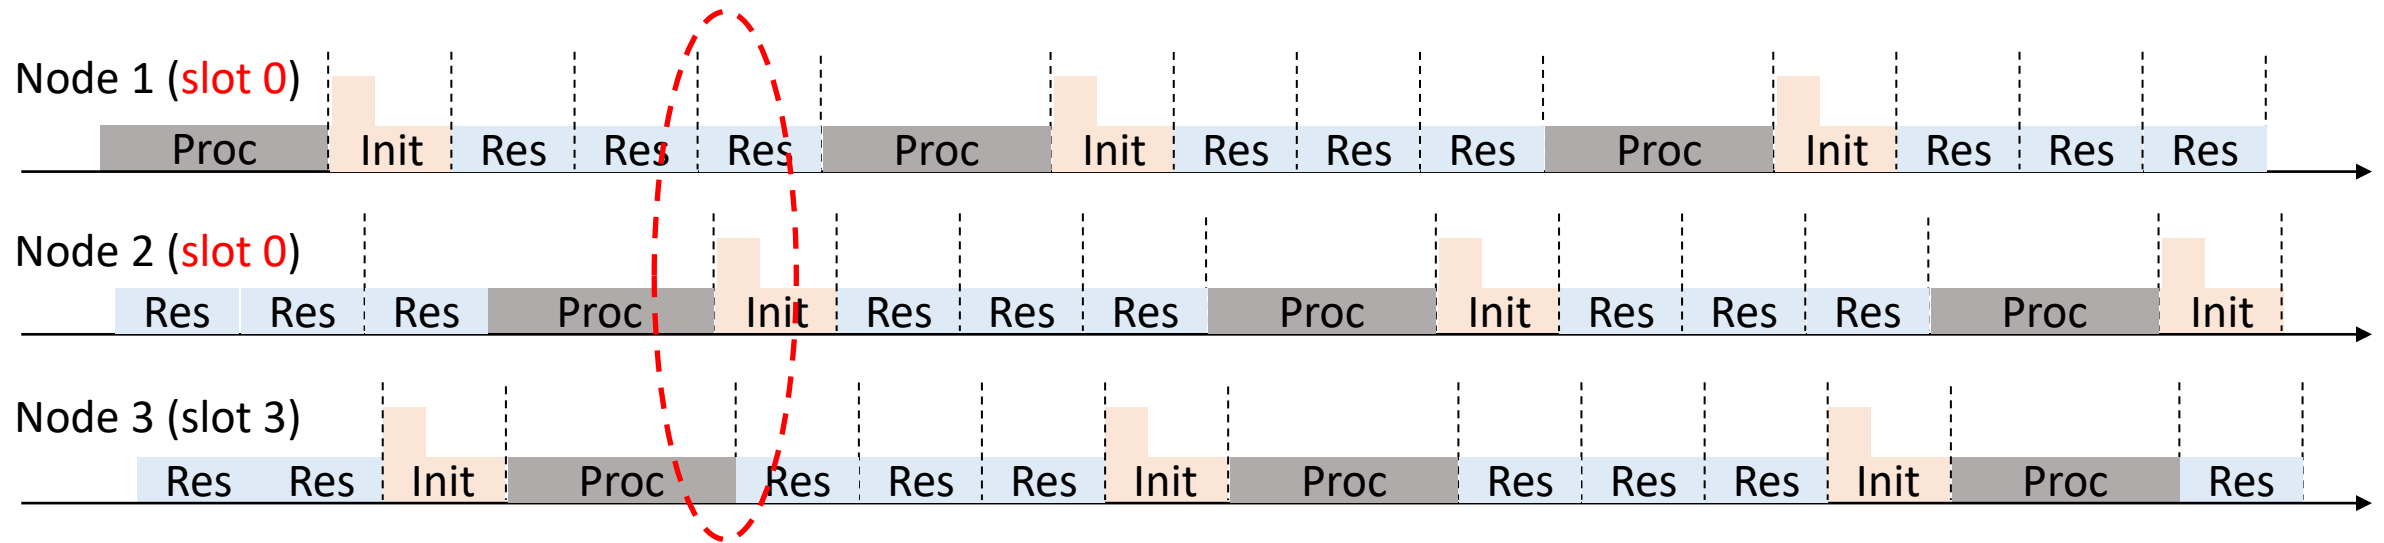 Node 1 (slot 0)
Proc Init Res Res Res Proc Init Res Res Res Proc Init Res Res Res
Node 2 (slot 0)
Res Res Res Proc Init Res Res Res Proc Init Res Res Res Proc Init
Node 3 (slot 3)
Res Res Init Proc Res Res Res Init Proc Res Res Res Init Proc Res